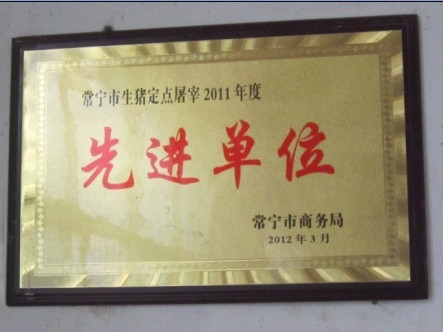 常宁市生猪定点屠宰2011年度
先进单位
常宁市商务局
2012年3月